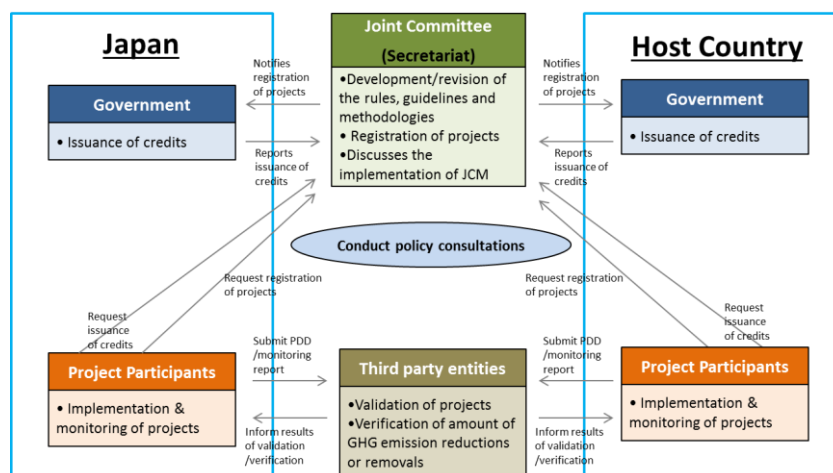 Japan
Joint Committee
(Secretariat)
•Development/revision of
the rules, guidelines and
methodologies
• Registration of projects
•Discusses the
implementation of JCM
Host Country
Notifies
registration
of projects
Notifies
registration
of projects
Government
• Issuance of credits
Government
• Issuance of credits
Reports
issuance of
credits
Reports
issuance of
credits
Conduct policy consultations
Request registration
of projects
Request registration
of projects
Request
issuance
of credits
Request
issuance
of credits
Submit PDD
/monitoring
report
Submit PDD
/monitoring
report
Project Participants
• Implementation &
monitoring of projects
Third party entities
•Validation of projects
•Verification of amount of
GHG emission reductions
or removals
Project Participants
• Implementation &
monitoring of projects
Inform results
of validation
/verification
Inform results
of validation
/verification